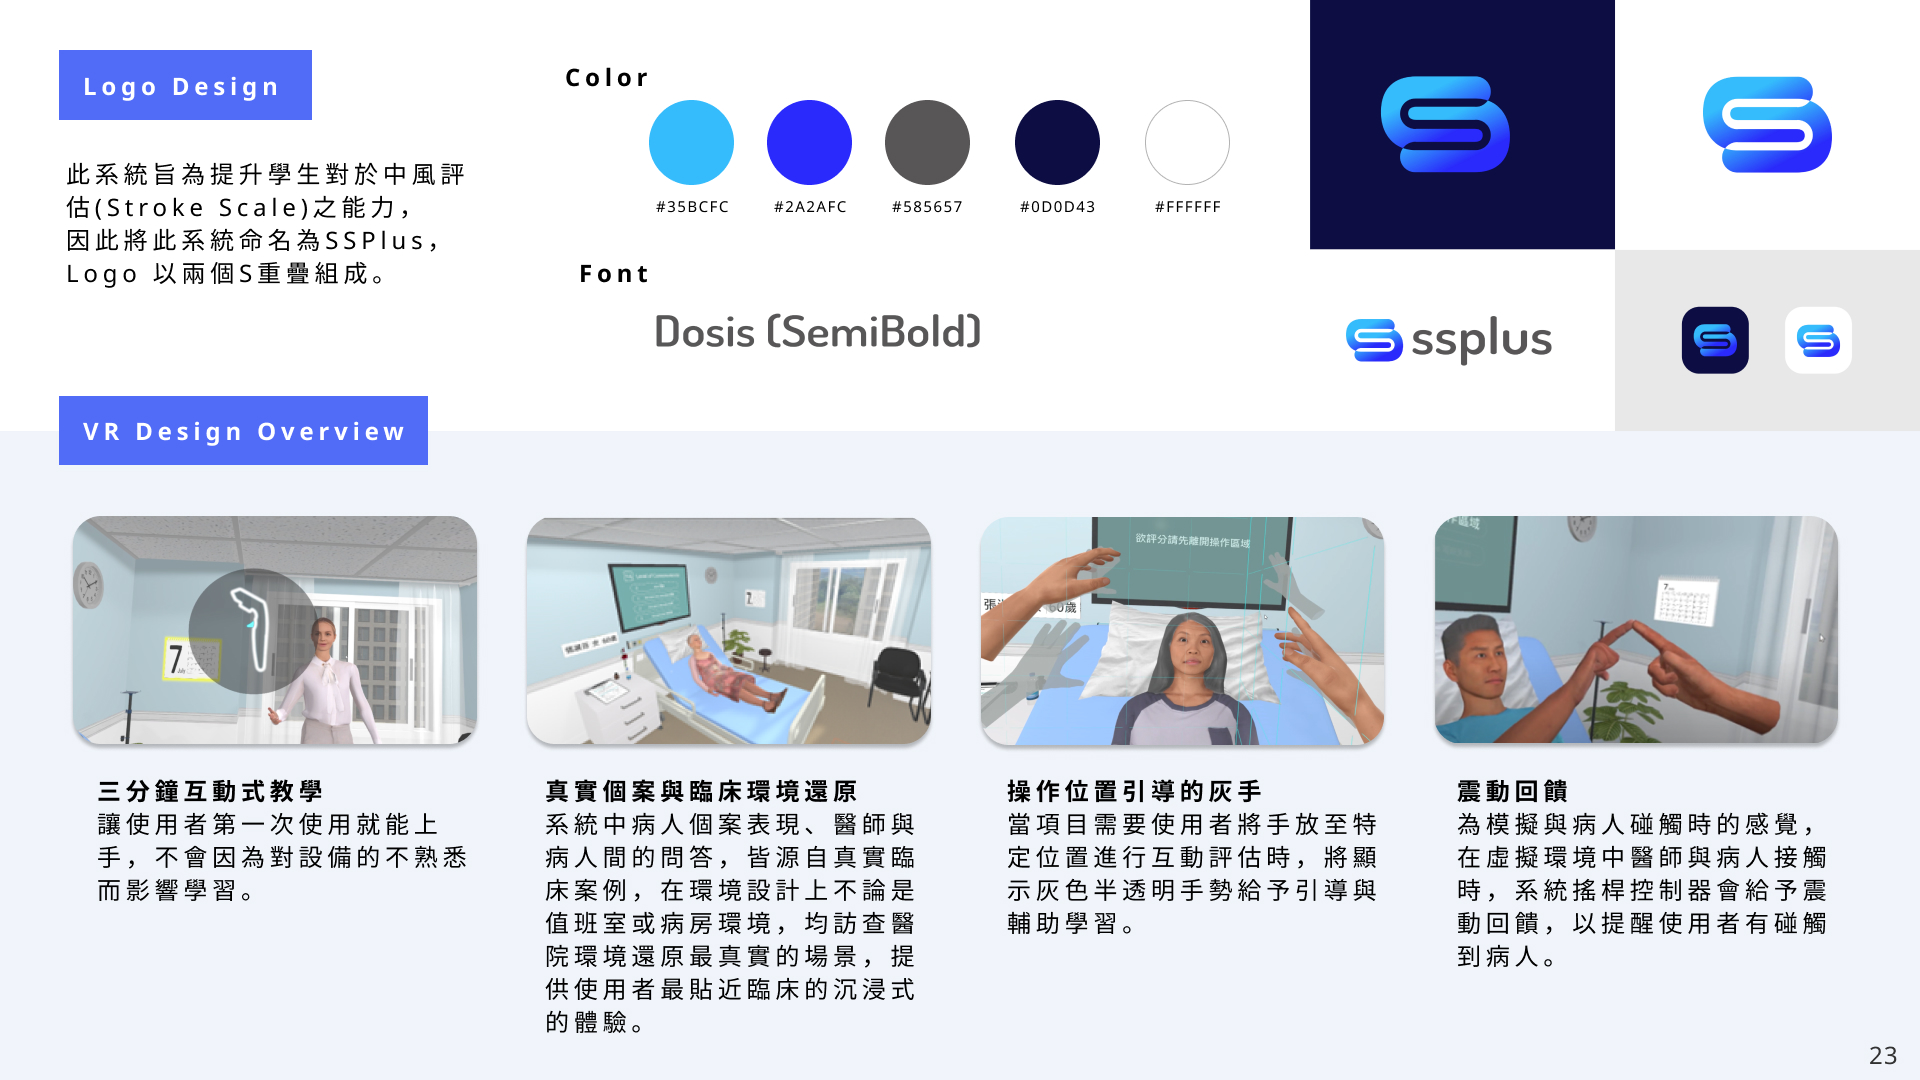 Logo Design
此系統旨為提升學生對於中風評
估(Stroke Scale)之能力，
因此將此系統命名為SSPlus，
Logo 以兩個S重疊組成。
Color
#35BCFC
#2A2AFC
#585657
#0D0D43
#FFFFFF
Font
Dosis (SemiBold)
ssplus
VR Design Overview
7
欲評分請先離開操作區域
張
60歲
作區域
7
三分鐘互動式教學
讓使用者第一次使用就能上
手，不會因為對設備的不熟悉
而影響學習。
真實個案與臨床環境還原
系統中病人個案表現、醫師與
病人間的問答，皆源自真實臨
床案例，在環境設計上不論是
值班室或病房環境，均訪查醫
院環境還原最真實的場景，提
供使用者最貼近臨床的沉浸式
的體驗。
操作位置引導的灰手
當項目需要使用者將手放至特
定位置進行互動評估時，將顯
示灰色半透明手勢給予引導與
輔助學習。
震動回饋
為模擬與病人碰觸時的感覺，
在虛擬環境中醫師與病人接觸
時，系統搖桿控制器會給予震
動回饋，以提醒使用者有碰觸
到病人。
23